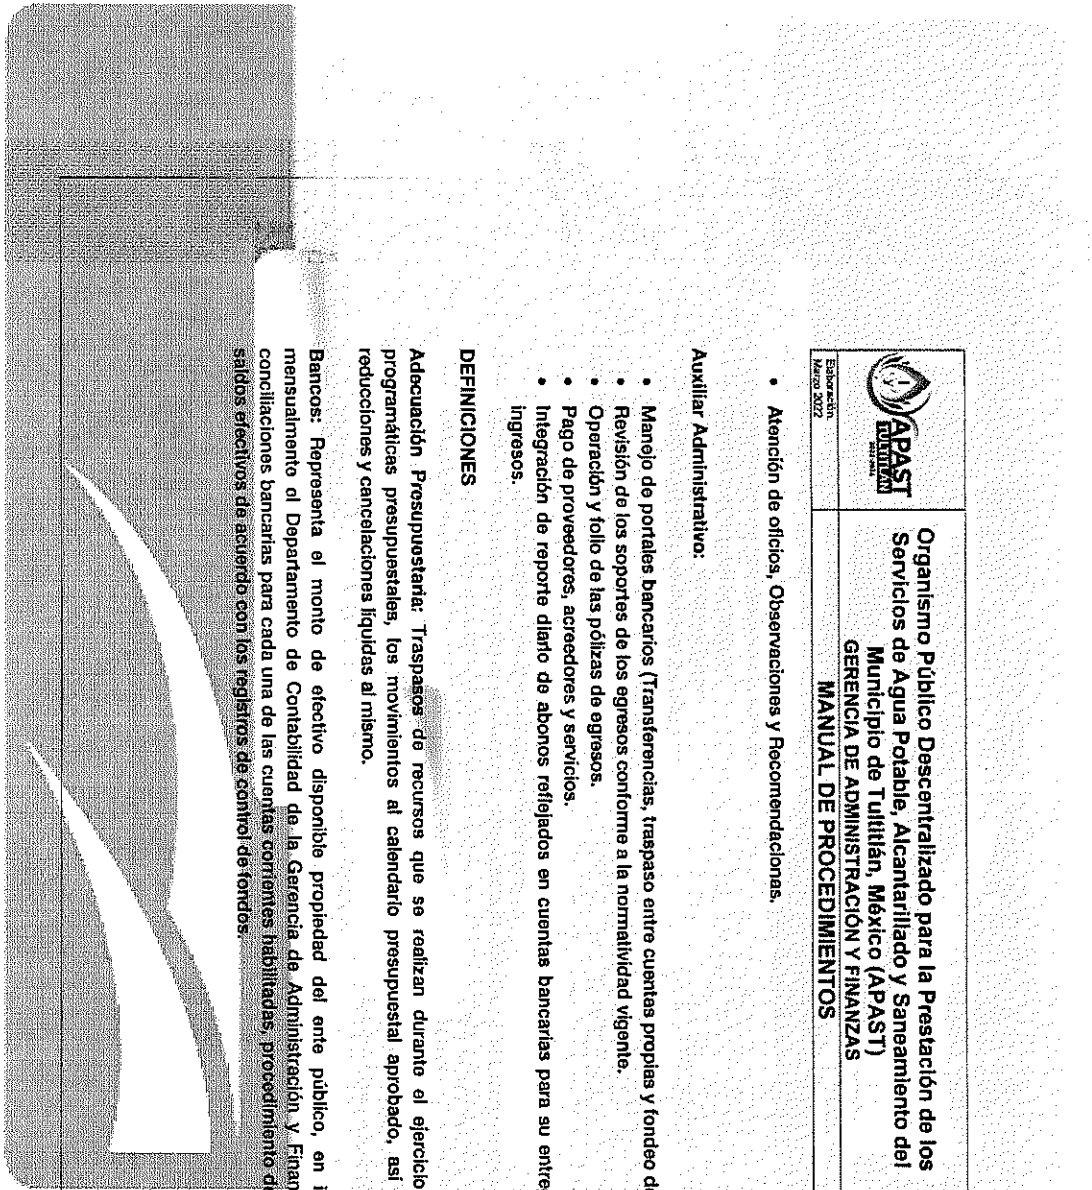 APAST
TULTITLÁN
Elaboración:
Marzo 2022
Organismo Público Descentralizado para la Prestación de los
Servicios de Agua Potable, Alcantarillado y Saneamiento del
Municipio de Tultitlán, México (APAST)
GERENCIA DE ADMINISTRACIÓN Y FINANZAS
MANUAL DE PROCEDIMIENTOS
• Atención de oficios, Observaciones y Recomendaciones.
Auxiliar Administrativo:
• Manejo de portales bancarios (Transferencias, traspaso entre cuentas propias y fondeo de
• Revisión de los soportes de los egresos conforme a la normatividad vigente.
• Operación y folio de las pólizas de egresos.
• Pago de proveedores, acreedores y servicios.
• Integración de reporte diario de abonos reflejados en cuentas bancarias para su entre
ingresos.
DEFINICIONES
Adecuación Presupuestaria: Traspasos de recursos que se realizan durante el ejercicio
programáticas presupuestales, los movimientos al calendario presupuestal aprobado, así
reducciones y cancelaciones líquidas al mismo.
Bancos: Representa el monto de efectivo disponible propiedad del ente público, en i
mensualmente el Departamento de Contabilidad de la Gerencia de Administración y Finan
conciliaciones bancarias para cada una de las cuentas corrientes habilitadas, procedimiento d
saldos efectivos de acuerdo con los registros de control de fondos.